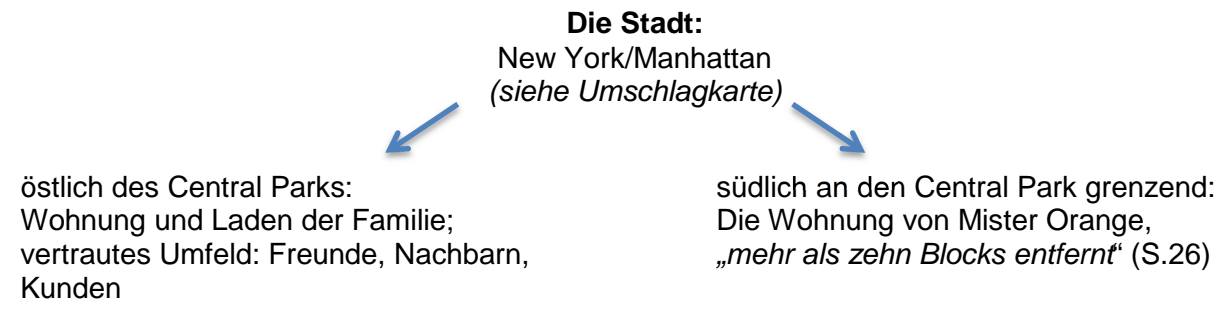 Die Stadt:
New York/Manhattan
(siehe Umschlagkarte)
östlich des Central Parks:
Wohnung und Laden der Familie;
vertrautes Umfeld: Freunde, Nachbarn,
Kunden
südlich an den Central Park grenzend:
Die Wohnung von Mister Orange,
„mehr als zehn Blocks entfernt“ (S.26)